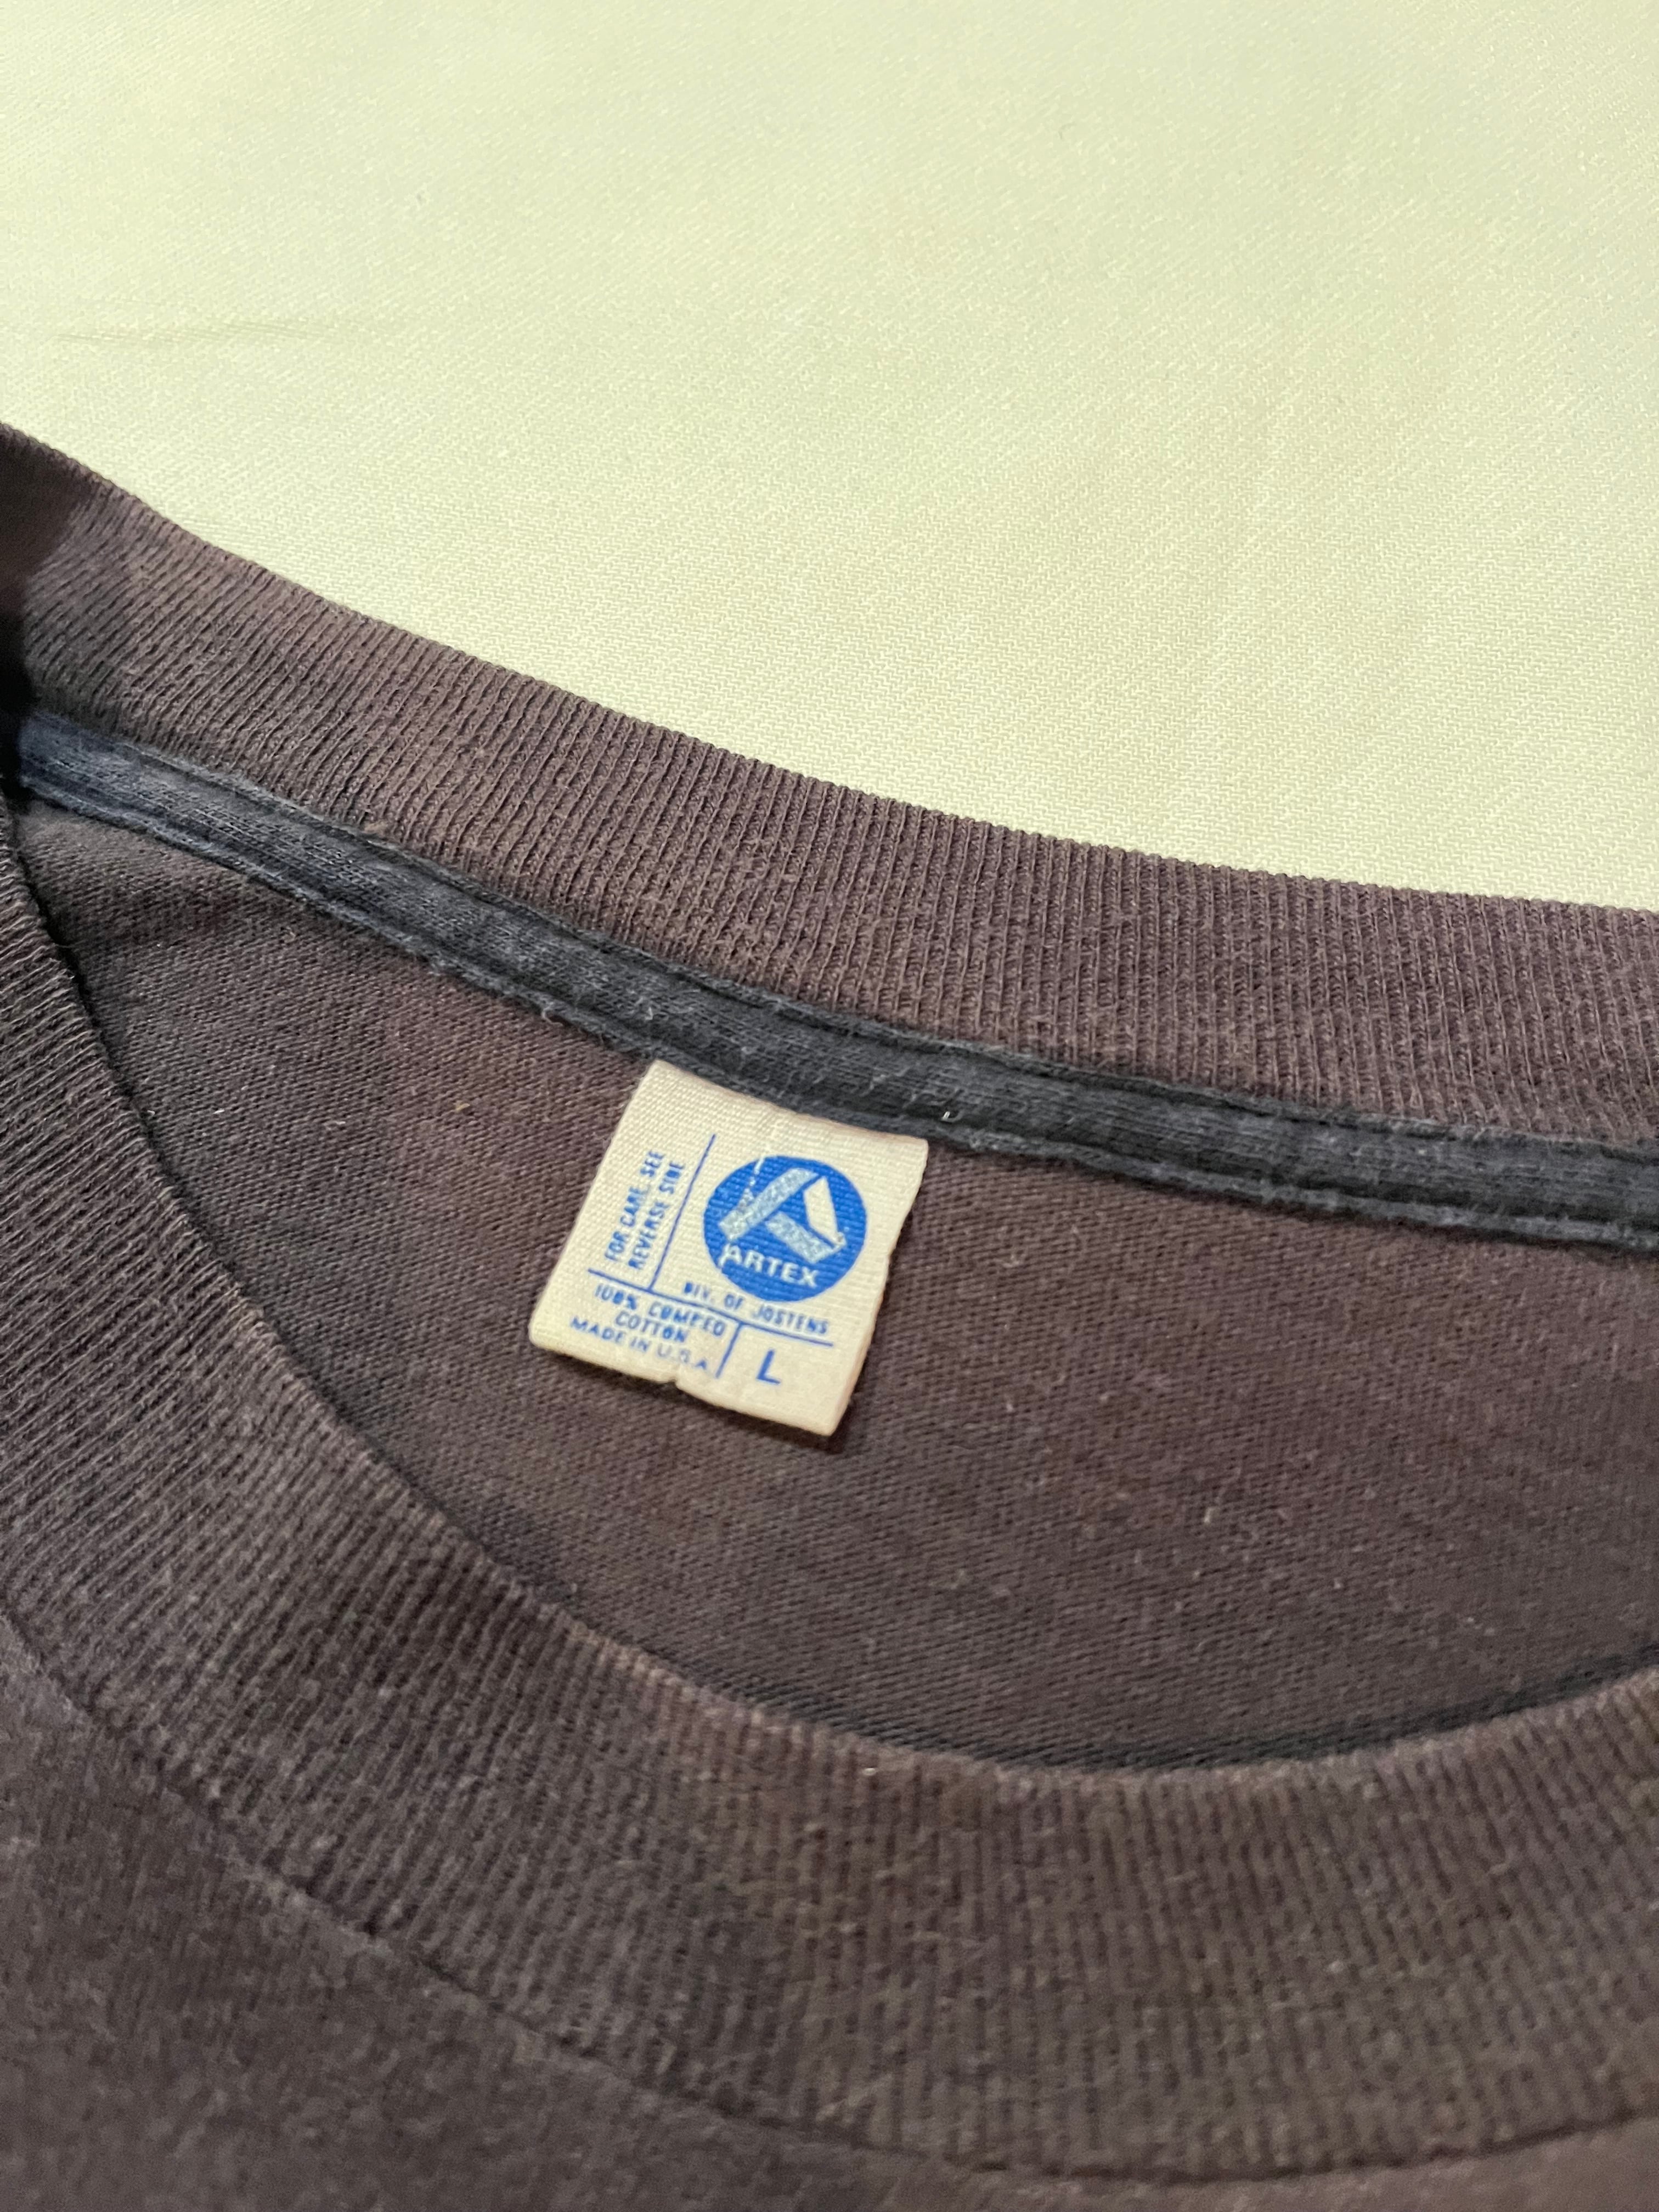 FOR CARE SEE
REVERSE SIDE
ARTEX
DIV. OF JOSTENS
100% COMBED
COTTON
MADE IN U.S.A
L